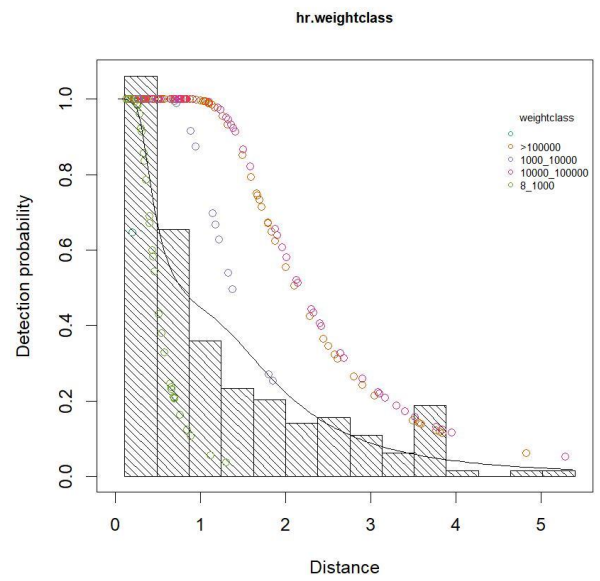 hr.weightclass
Detection probability
1.0
0.8
0.6
0.4
0.2
0.0
weightclass
>100000
1000_10000
10000_100000
8_1000
0 1 2 3 4 5
Distance